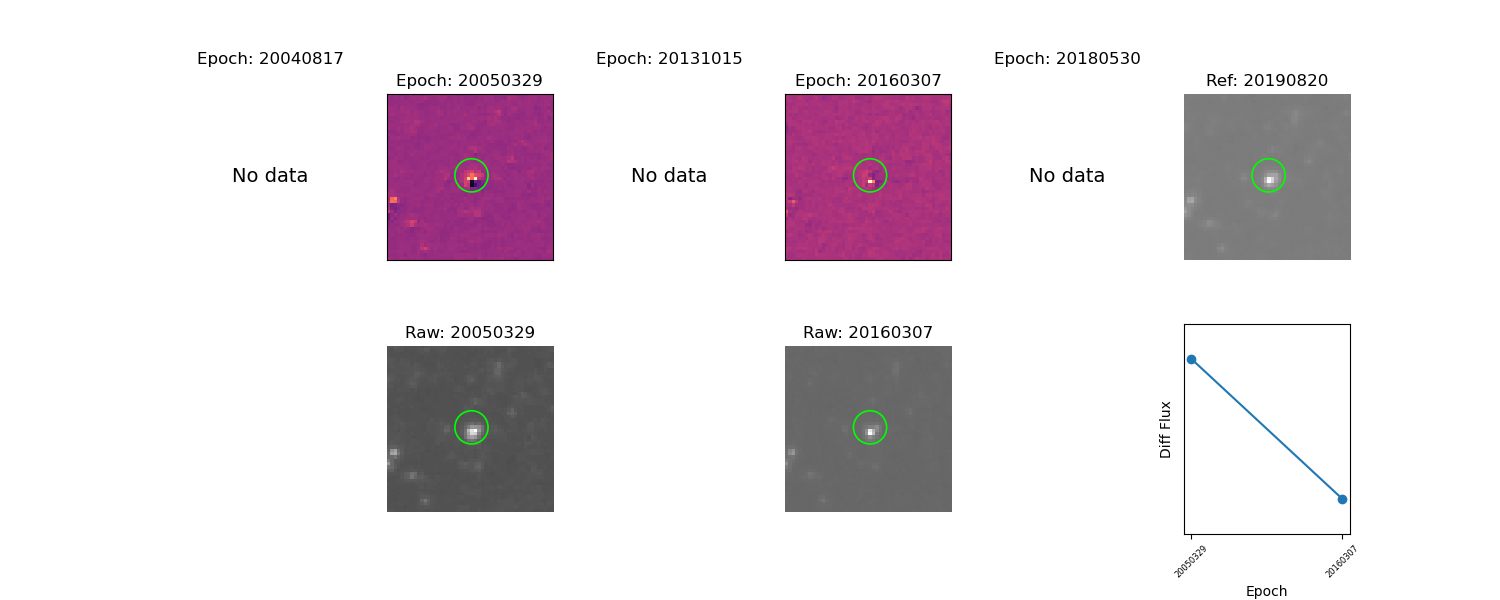 Epoch: 20040817
Epoch: 20131015
Epoch: 20180530
Epoch: 20050329
Epoch: 20160307
Ref: 20190820
No data
No data
No data
Raw: 20050329
Raw: 20160307
Diff Flux
20050329
20160307
Epoch